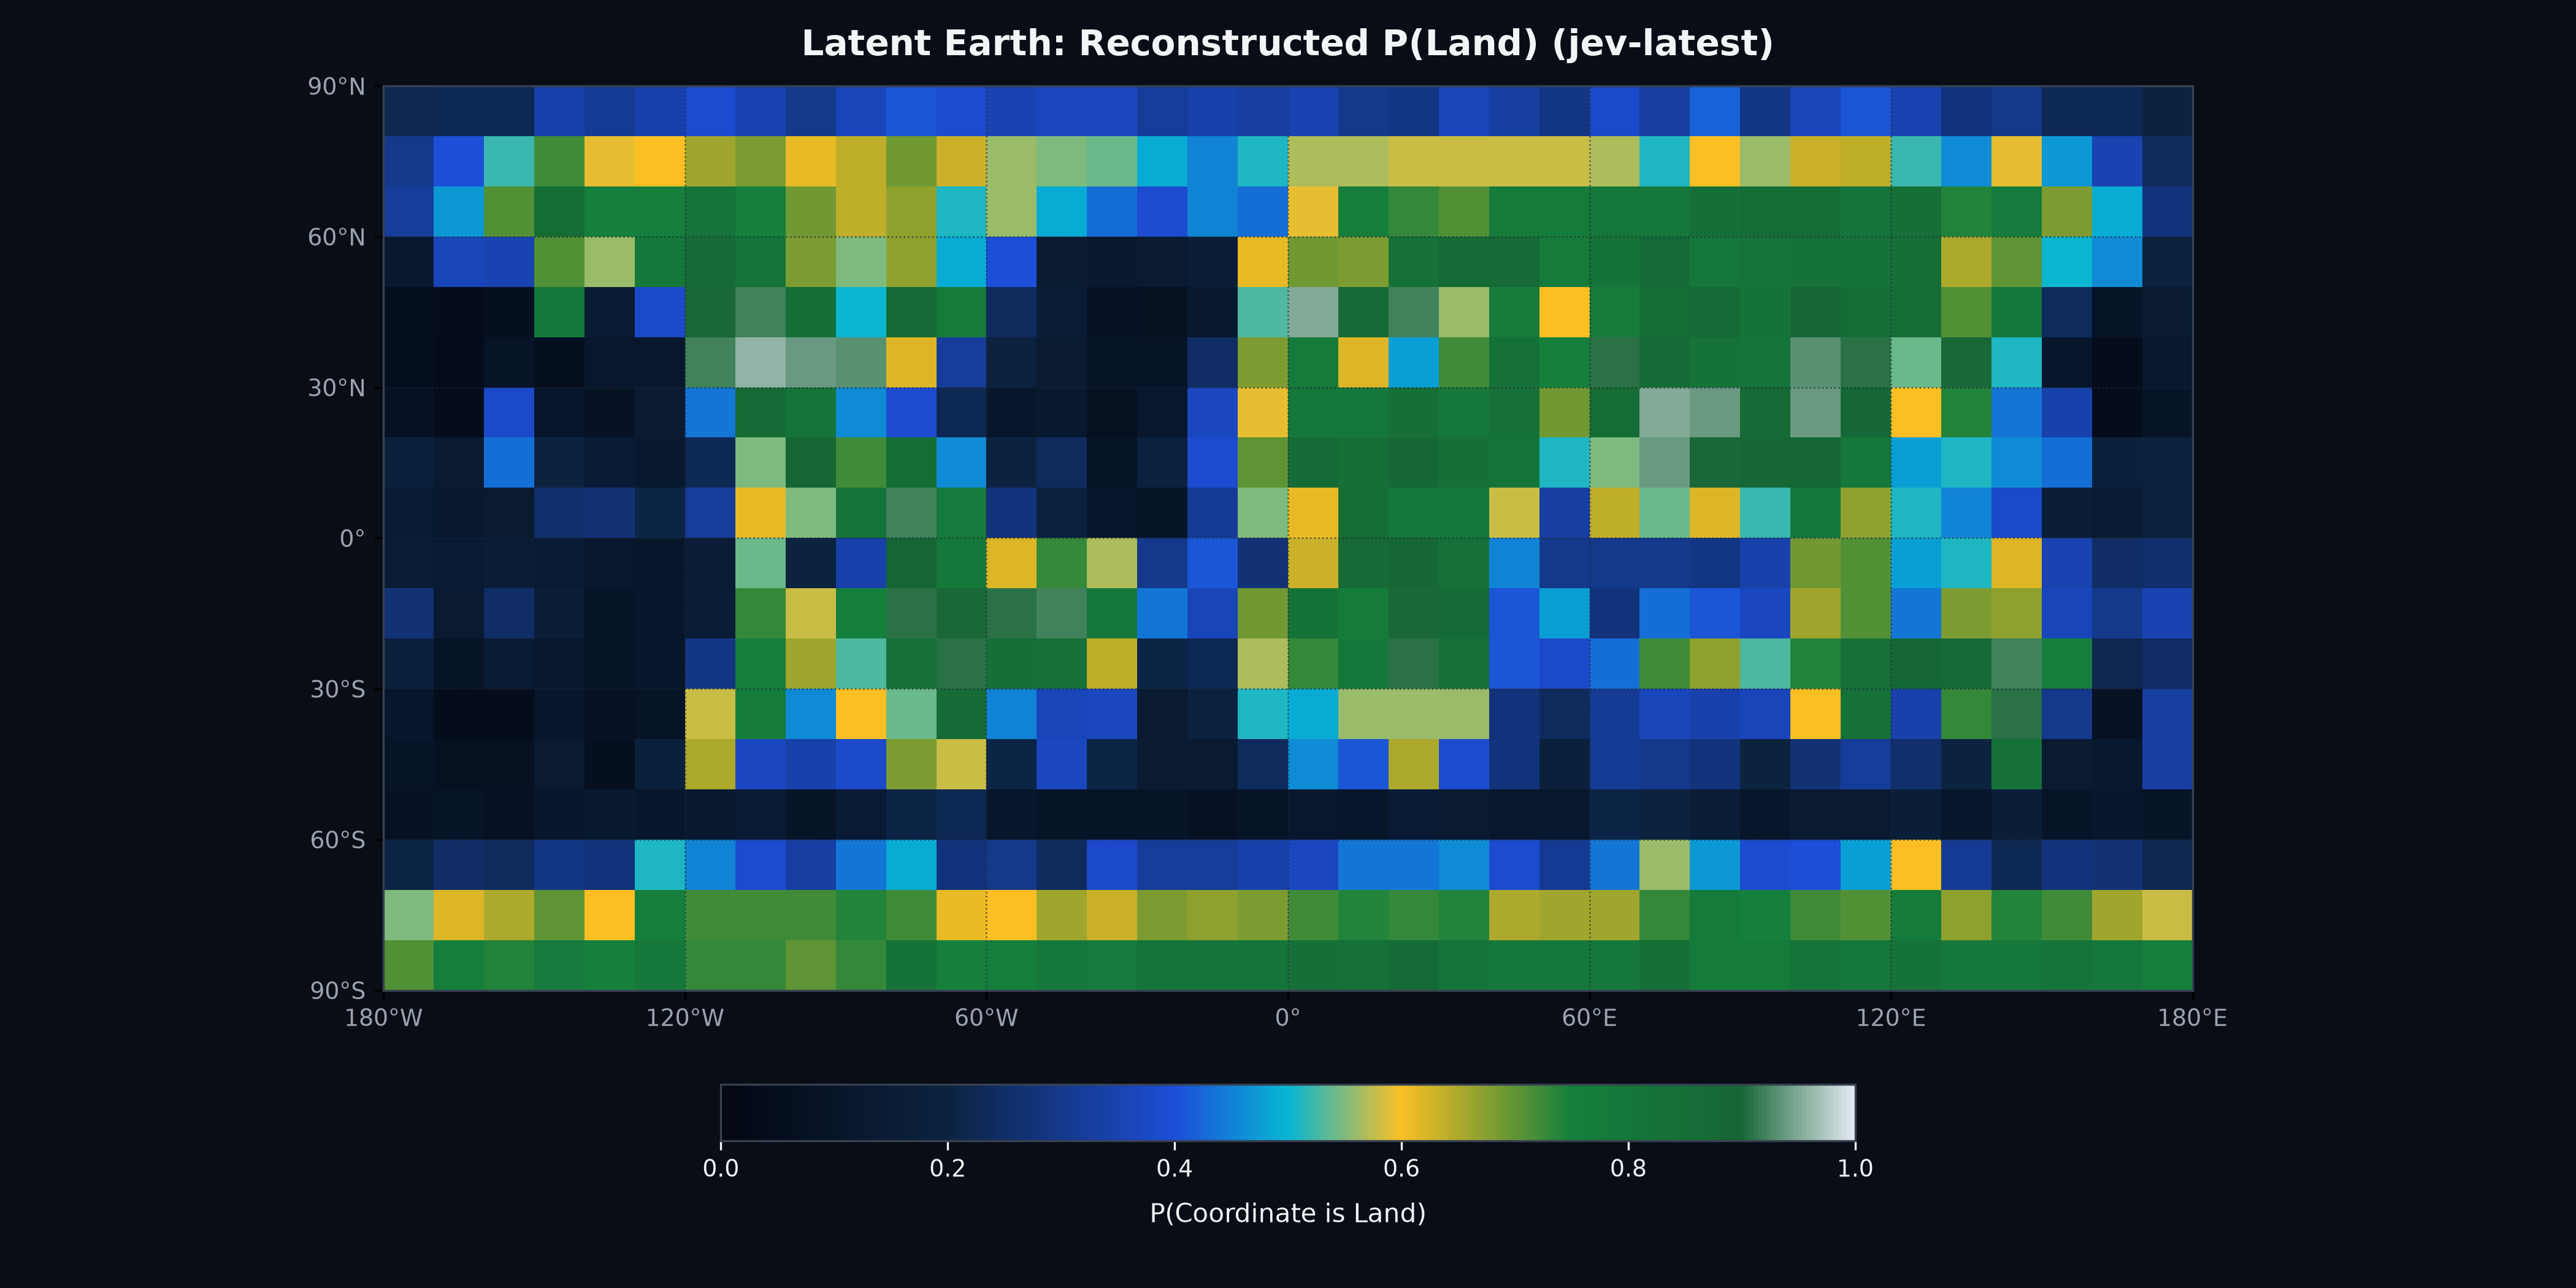 Latent Earth: Reconstructed P(Land) (jev-latest)
90°N
60°N
30°N
0°
30°S
60°S
90°S
180°W 120°W 60°W 0° 60°E 120°E 180°E
0.0 0.2 0.4 0.6 0.8 1.0
P(Coordinate is Land)